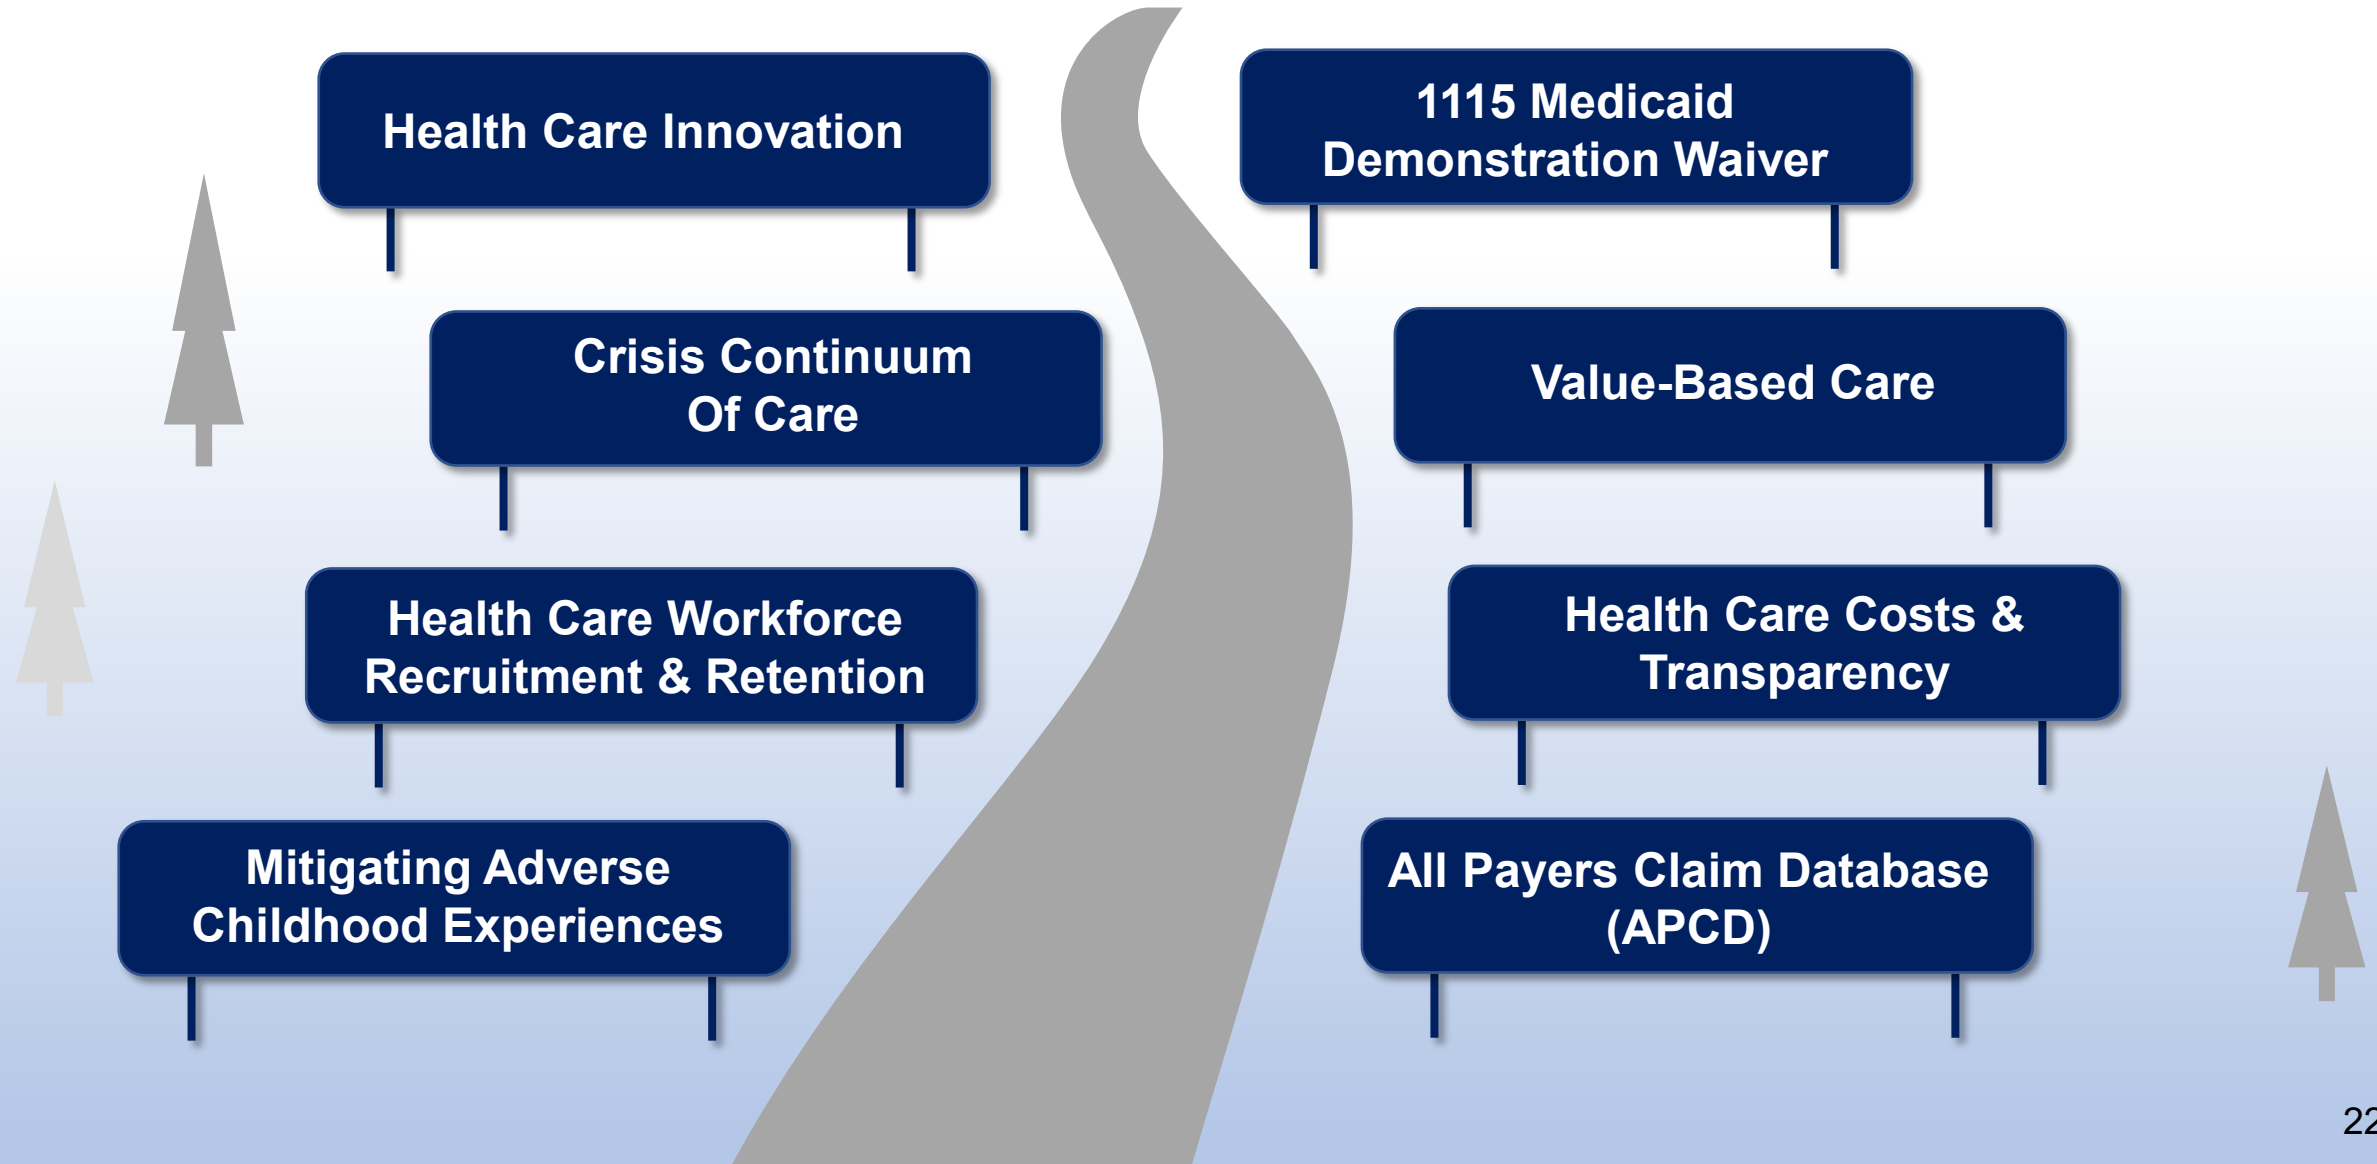 Health Care Innovation
1115 Medicaid
Demonstration Waiver
Crisis Continuum
Of Care
Value-Based Care
Health Care Workforce
Recruitment & Retention
Health Care Costs &
Transparency
Mitigating Adverse
Childhood Experiences
All Payers Claim Database
(APCD)
22